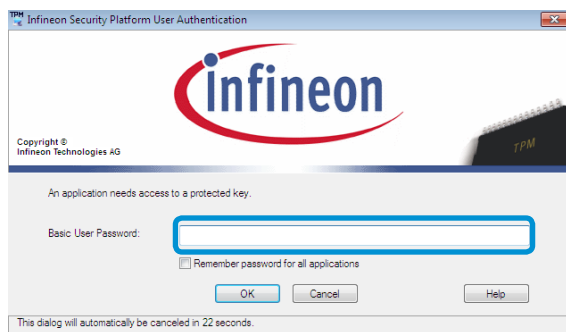 TPM
Infineon Security Platform User Authentication
infineon
Copyright ©
Infineon Technologies AG
TPM
An application needs access to a protected key.
Basic User Password:
Remember password for all applications
OK Cancel Help
This dialog will automatically be canceled in 22 seconds.